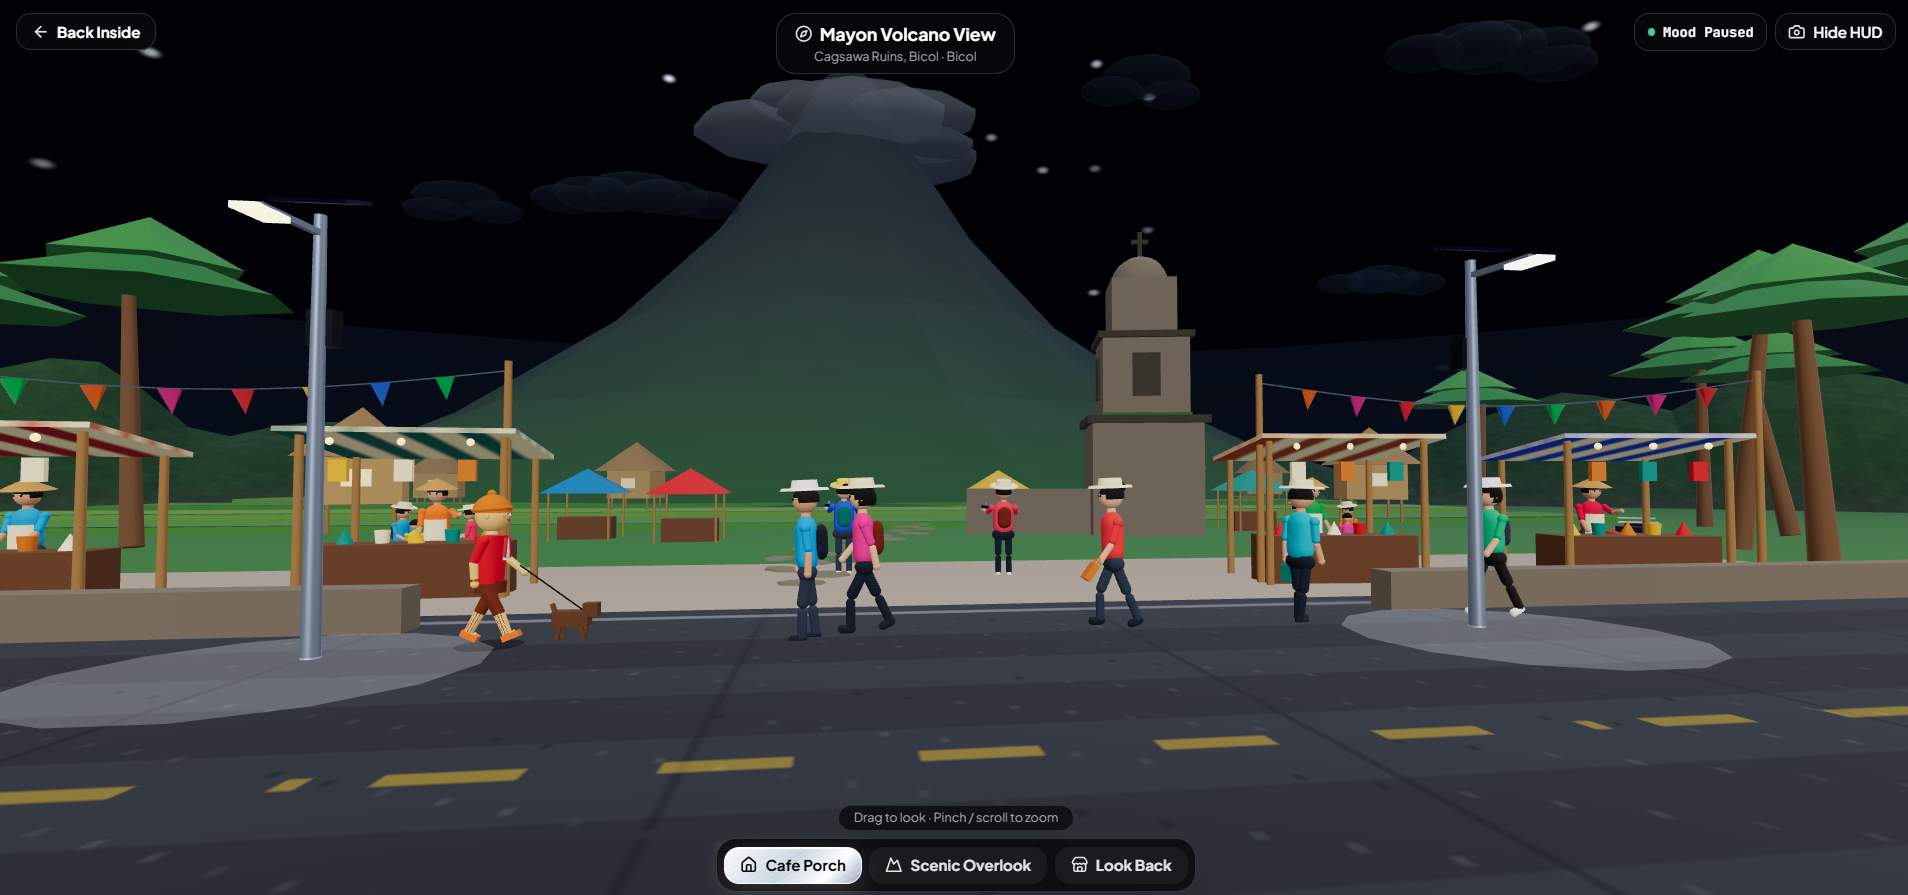 Back Inside
Mayon Volcano View
Cagsawa Ruins, Bicol · Bicol
Mood Paused
Hide HUD
Drag to look · Pinch / scroll to zoom
Cafe Porch
Scenic Overlook
Look Back